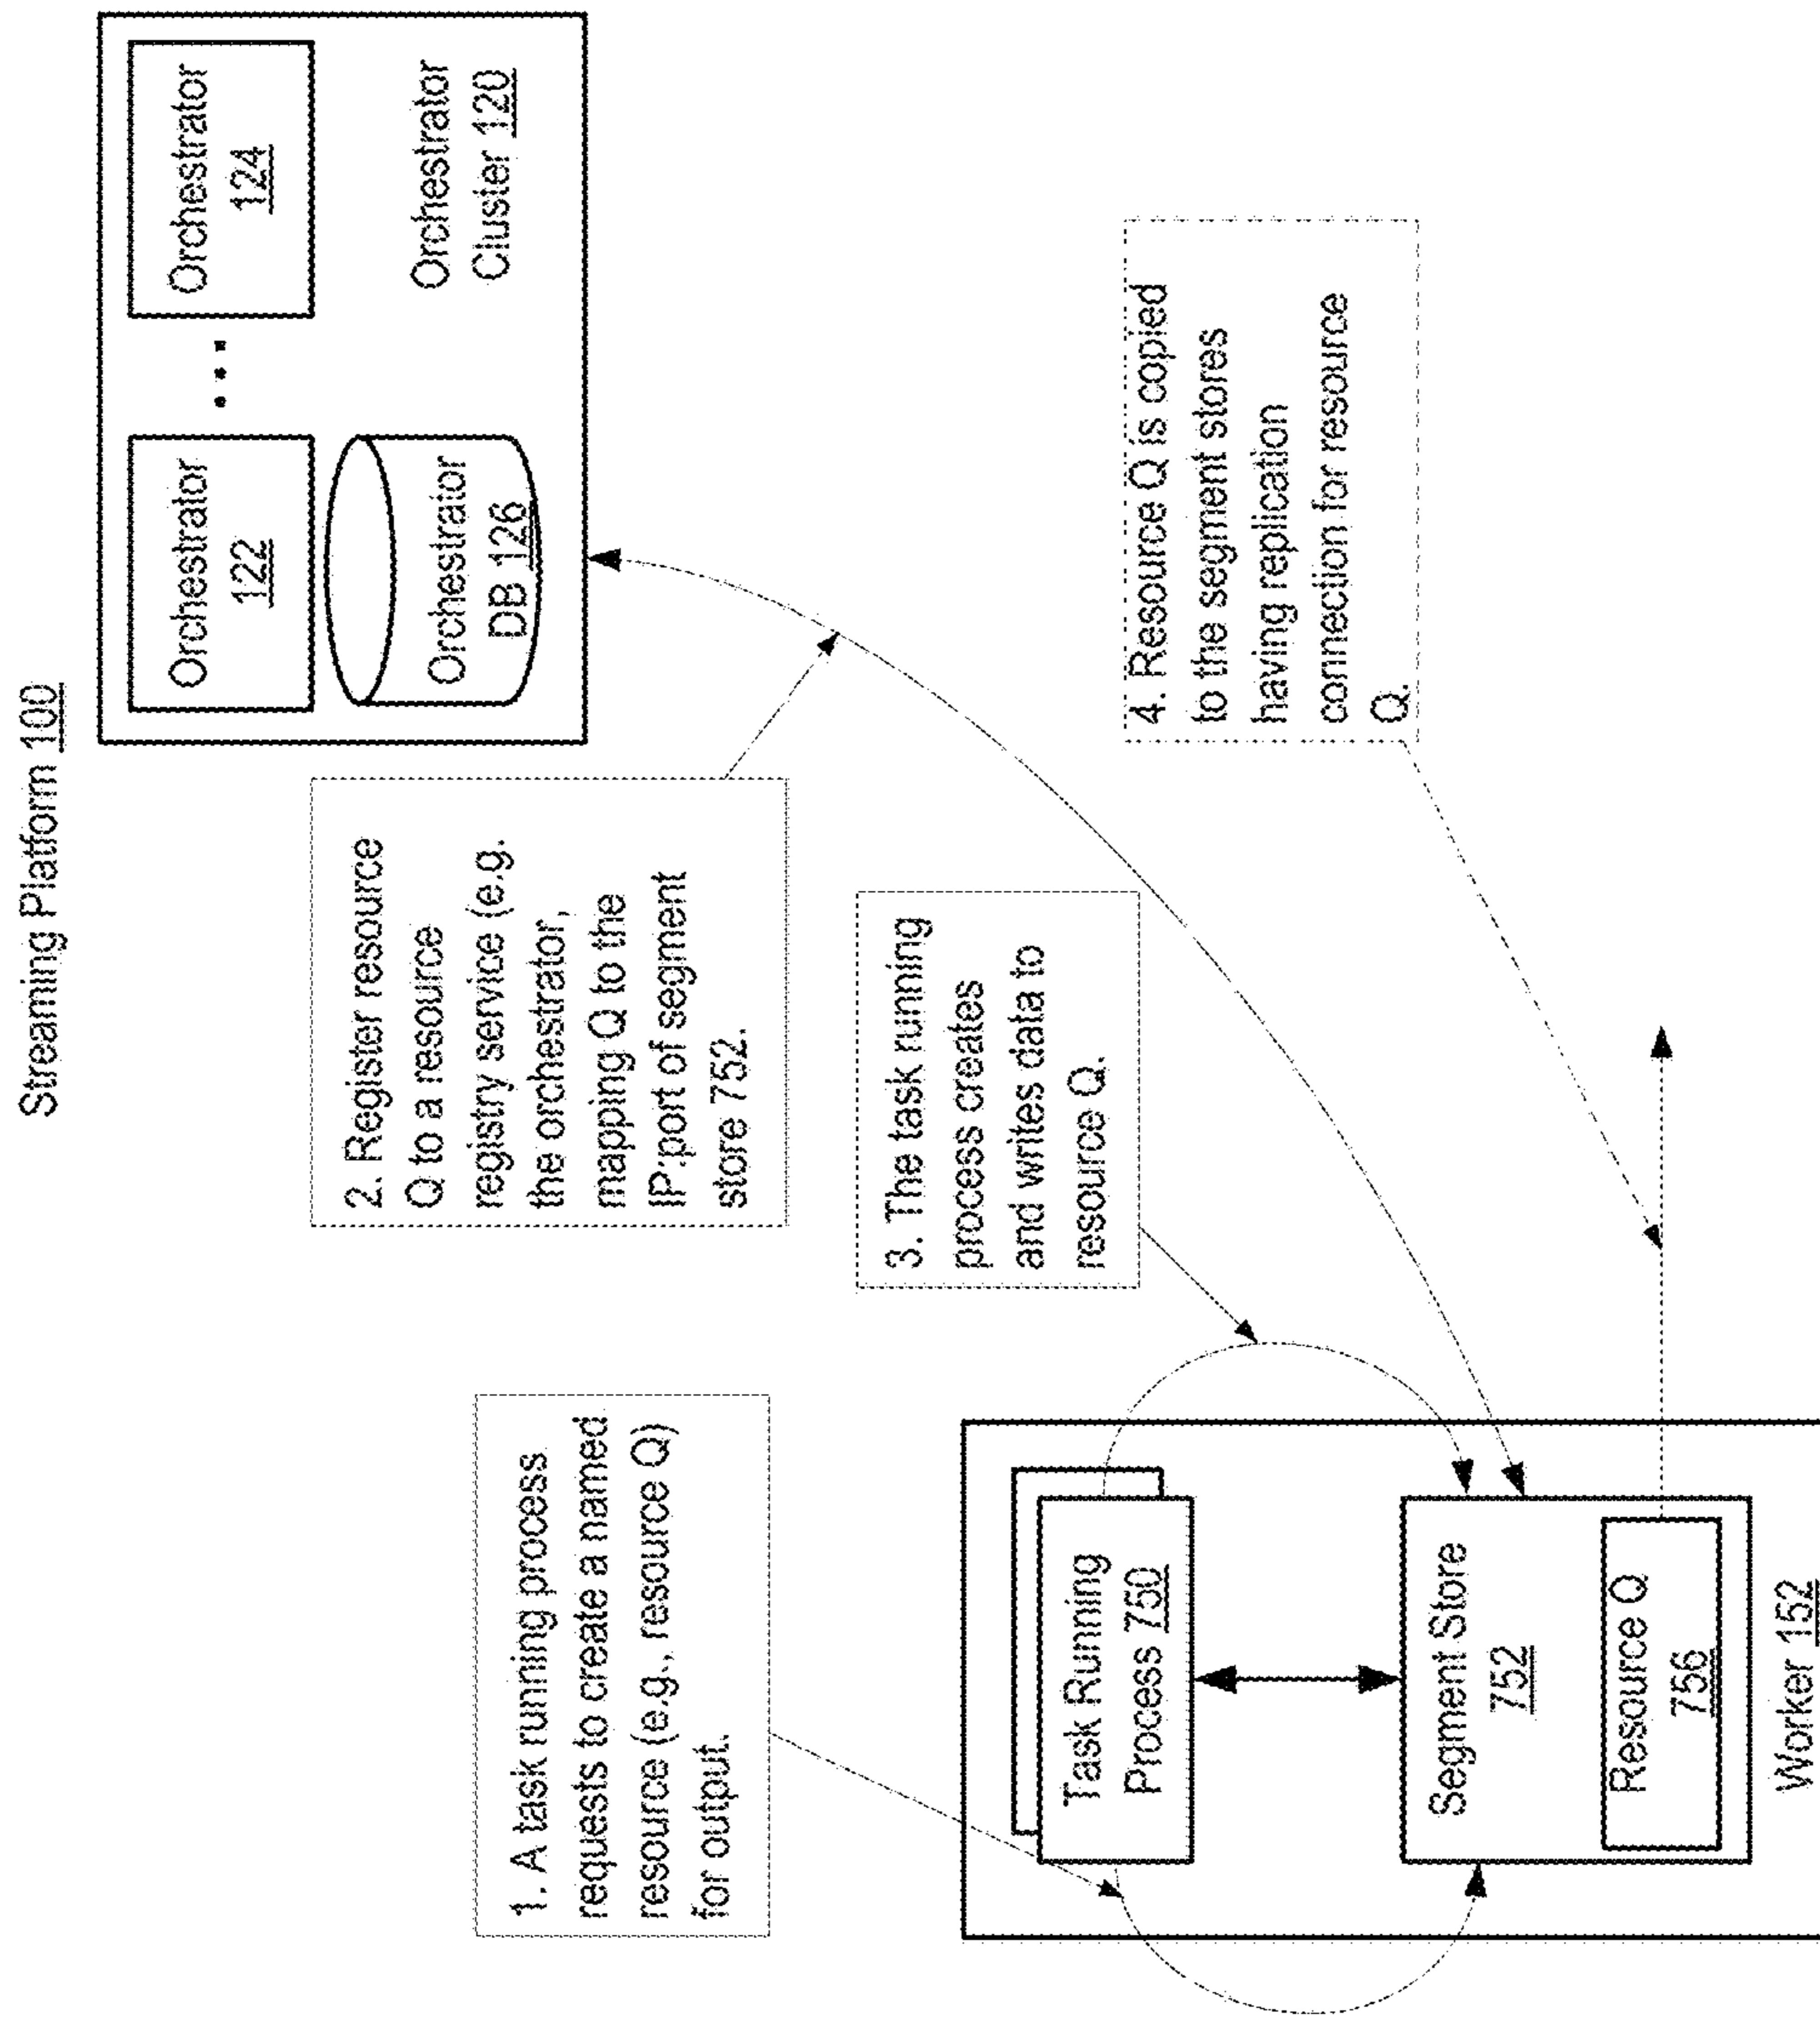 Streaming Platform 100
Orchestrator
122
Orchestrator
124
Orchestrator
DB 126
Orchestrator
Cluster 120
1. A task running process
requests to create a named
resource (e.g., resource Q)
for output.
2. Register resource
Q to a resource
registry service (e.g.
the orchestrator,
mapping Q to the
IP:port of segment
store 752.
3. The task running
process creates
and writes data to
resource Q.
4. Resource Q is copied
to the segment stores
having replication
connection for resource
Q.
Task Running
Process 750
Segment Store
752
Resource Q
756
Worker 152